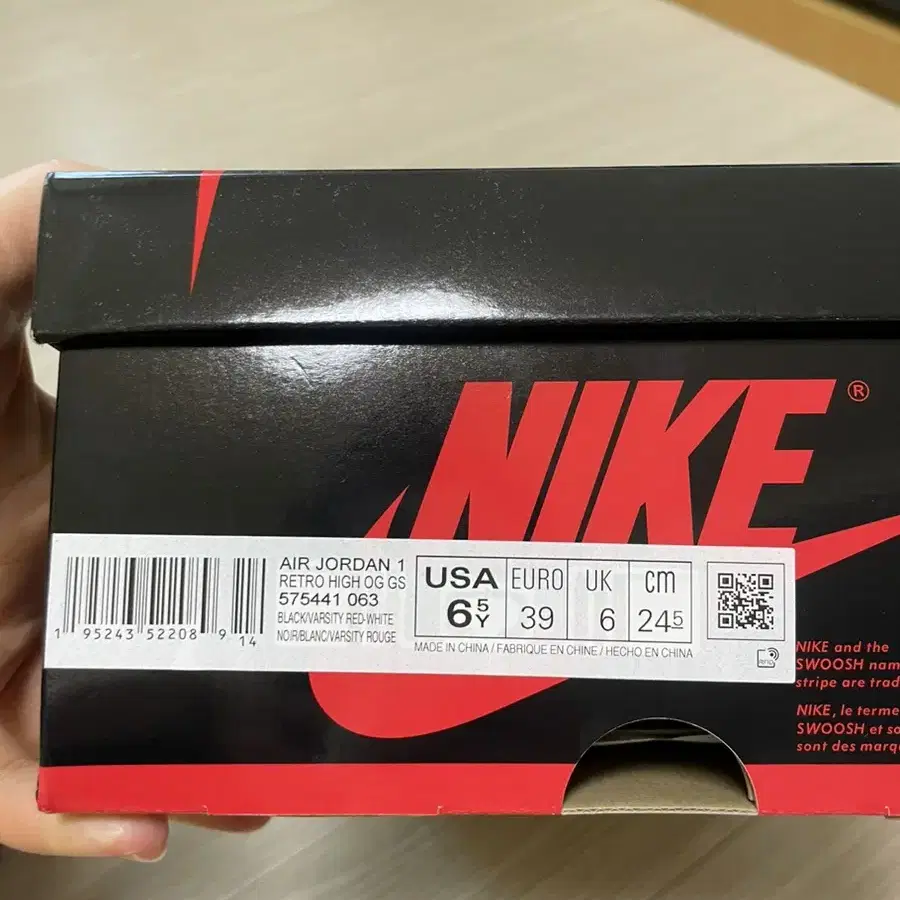 NIKE®
AIR JORDAN 1
RETRO HIGH OG GS
575441 063
BLACK/VARSITY RED-WHITE
NOIR/BLANC/VARSITY ROUGE
1 95243 52208 9 14
USA EURO UK cm
6 5Y 39 6 24 5
MADE IN CHINA / FABRIQUE EN CHINE / HECHO EN CHINA
RFID
NIKE and the
SWOOSH nam
stripe are trad
NIKE, le terme
SWOOSH et so
sont des marq